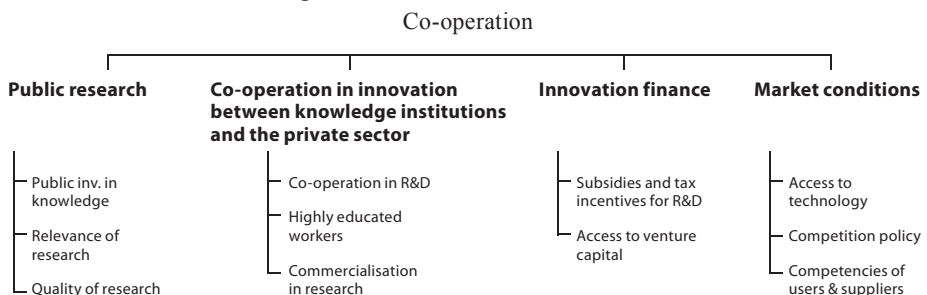 Co-operation
Public research
Co-operation in innovation
between knowledge institutions
and the private sector
Innovation finance
Market conditions
Public inv. in
knowledge
Relevance of
research
Quality of research
Co-operation in R&D
Highly educated
workers
Commercialisation
in research
Subsidies and tax
incentives for R&D
Access to venture
capital
Access to
technology
Competition policy
Competencies of
users & suppliers